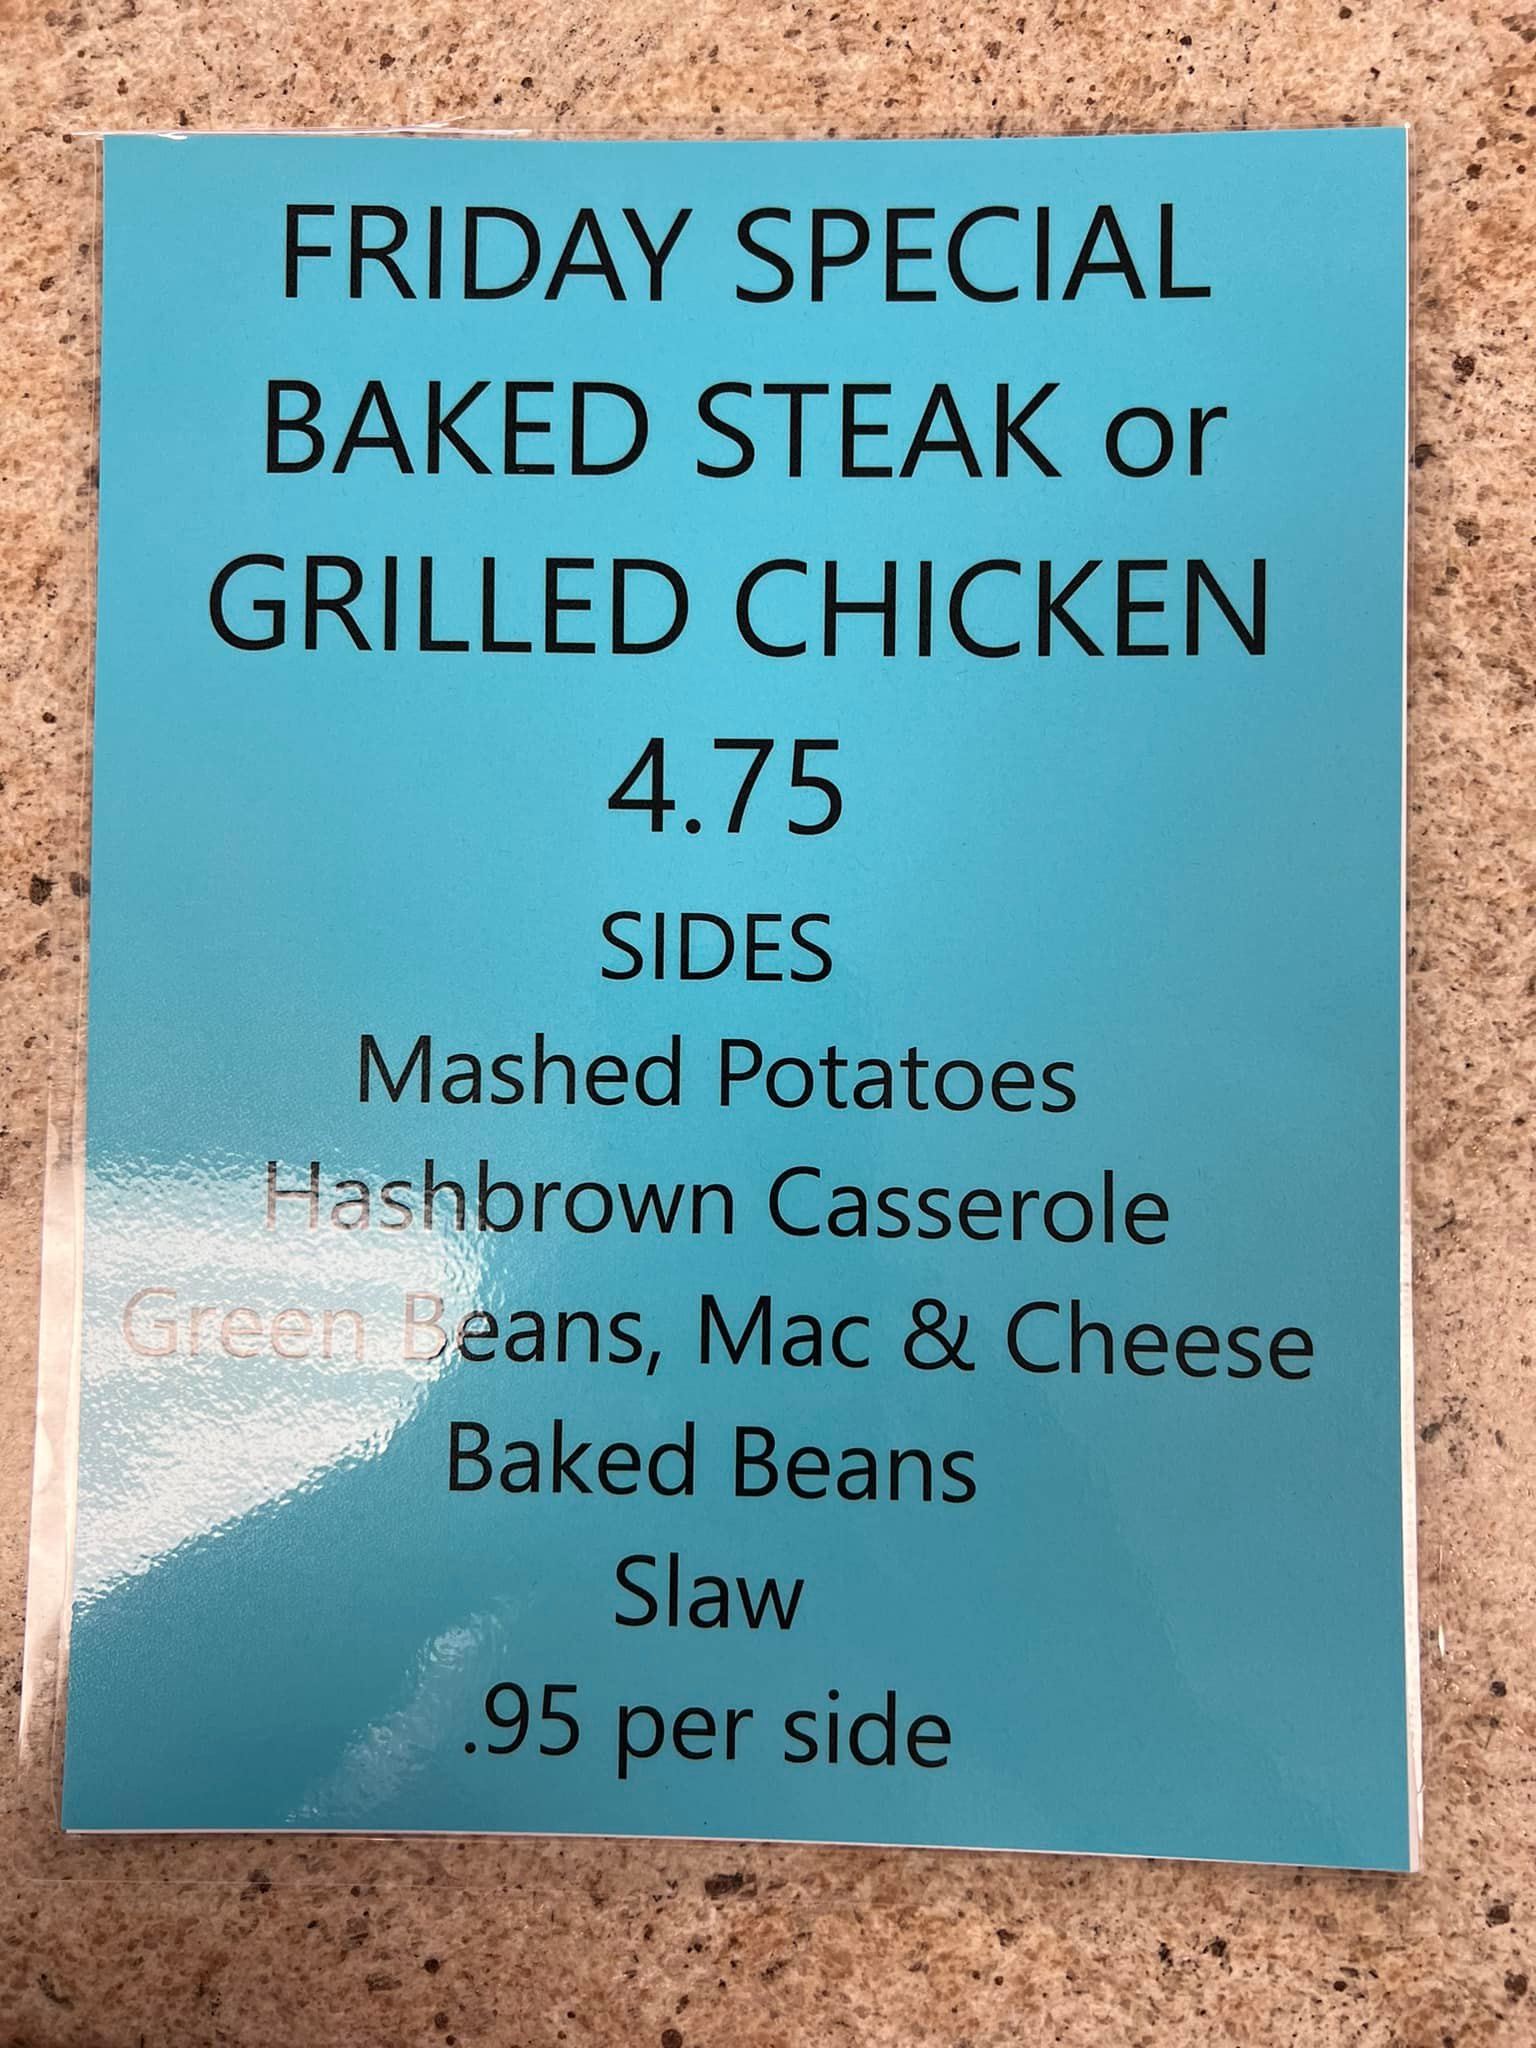 FRIDAY SPECIAL
BAKED STEAK or
GRILLED CHICKEN
4.75
SIDES
Mashed Potatoes
Hashbrown Casserole
Green Beans, Mac & Cheese
Baked Beans
Slaw
.95 per side